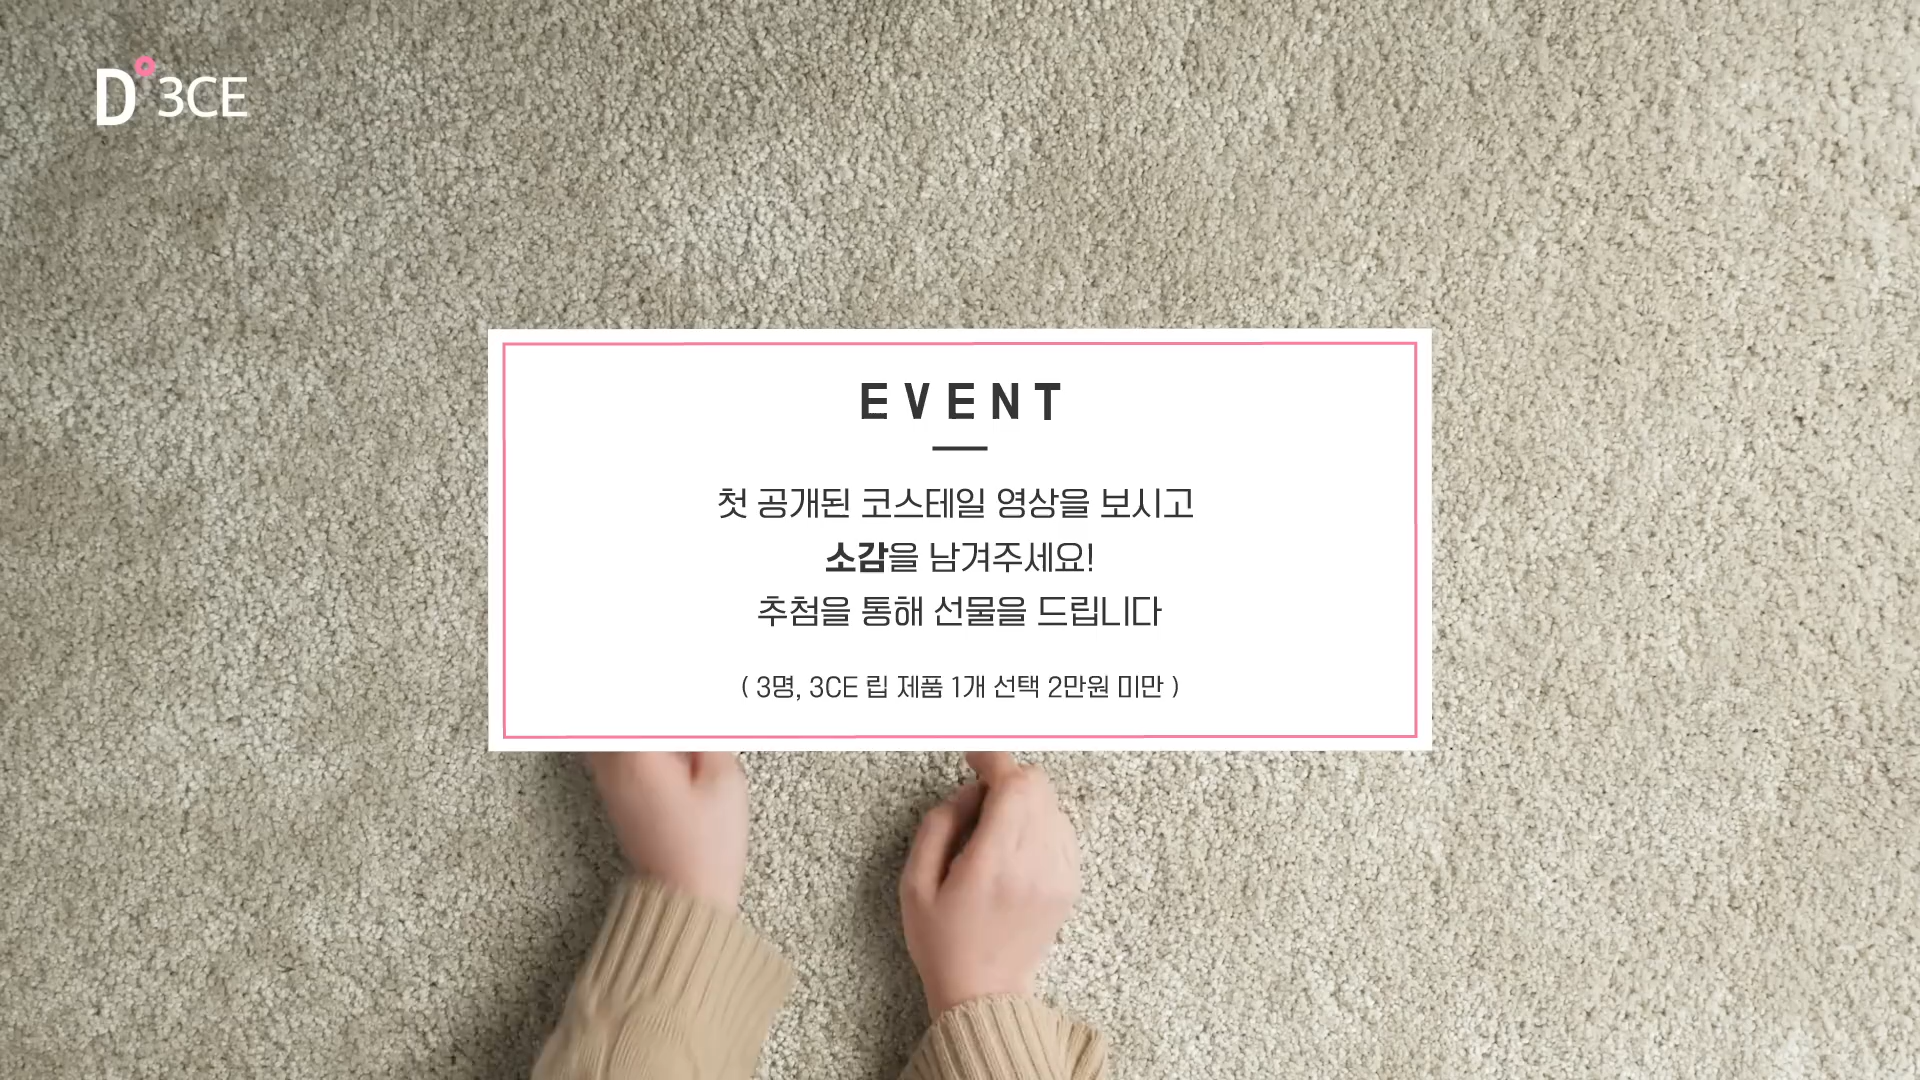 D 3CE
EVENT
첫 공개된 코스테일 영상을 보시고
소감을 남겨주세요!
추첨을 통해 선물을 드립니다
( 3명, 3CE 립 제품 1개 선택 2만원 미만 )